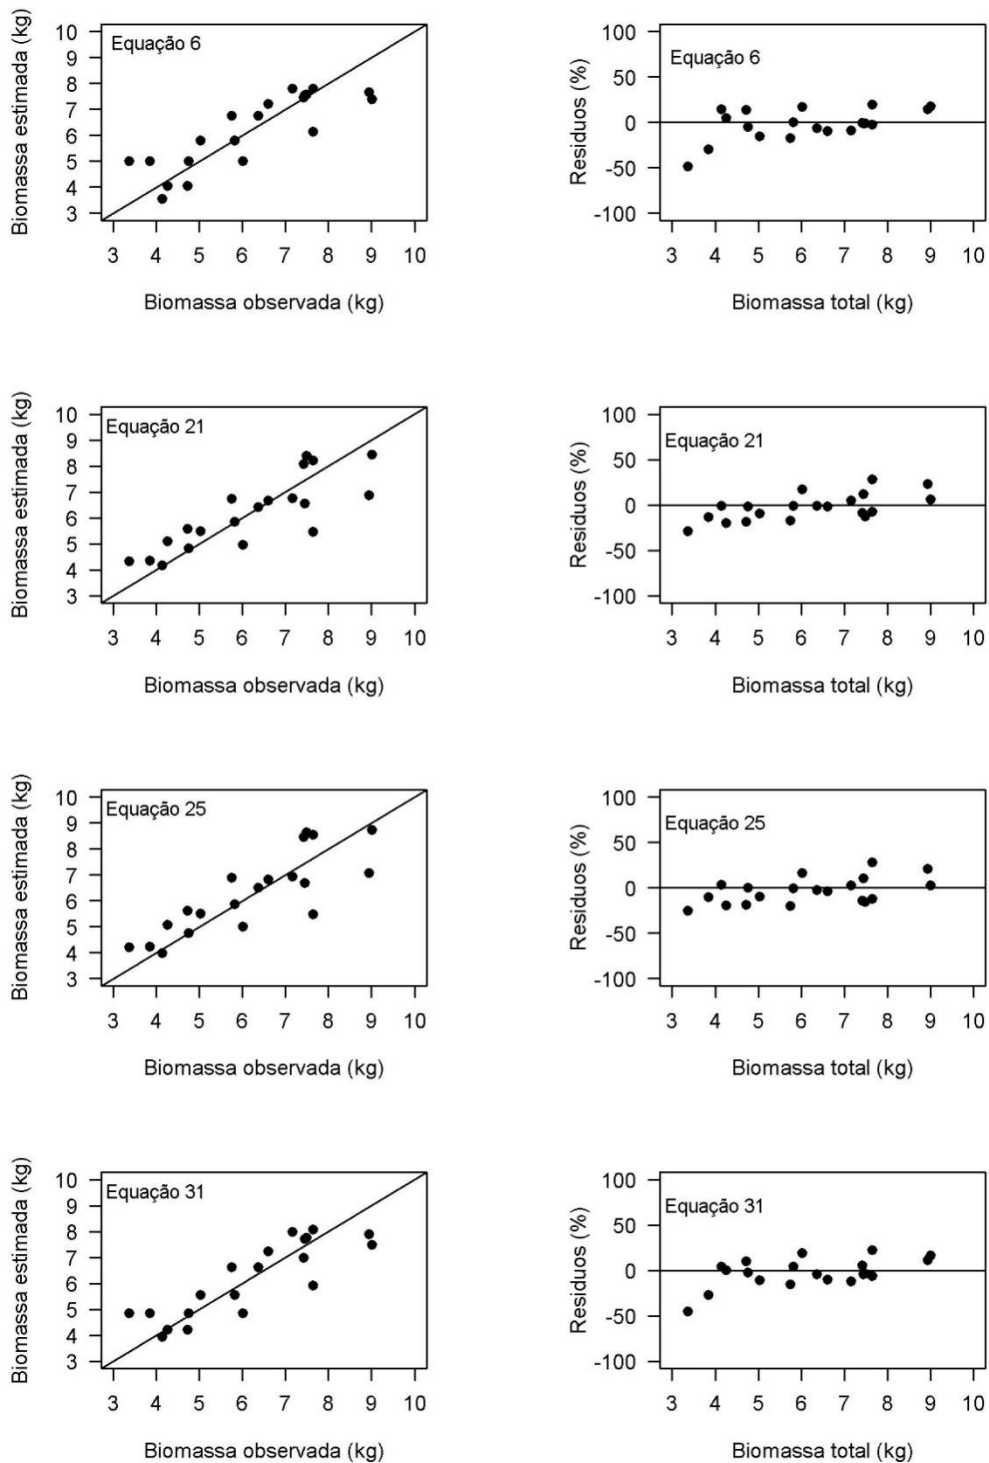 Equação 6
Biomassa estimada (kg)
10
9
8
7
6
5
4
3
3 4 5 6 7 8 9 10
Biomassa observada (kg)
Equação 6
Residuos (%)
100
50
0
-50
-100
3 4 5 6 7 8 9 10
Biomassa total (kg)
Equação 21
Biomassa estimada (kg)
10
9
8
7
6
5
4
3
3 4 5 6 7 8 9 10
Biomassa observada (kg)
Equação 21
Residuos (%)
100
50
0
-50
-100
3 4 5 6 7 8 9 10
Biomassa total (kg)
Equação 25
Biomassa estimada (kg)
10
9
8
7
6
5
4
3
3 4 5 6 7 8 9 10
Biomassa observada (kg)
Equação 25
Residuos (%)
100
50
0
-50
-100
3 4 5 6 7 8 9 10
Biomassa total (kg)
Equação 31
Biomassa estimada (kg)
10
9
8
7
6
5
4
3
3 4 5 6 7 8 9 10
Biomassa observada (kg)
Equação 31
Residuos (%)
100
50
0
-50
-100
3 4 5 6 7 8 9 10
Biomassa total (kg)